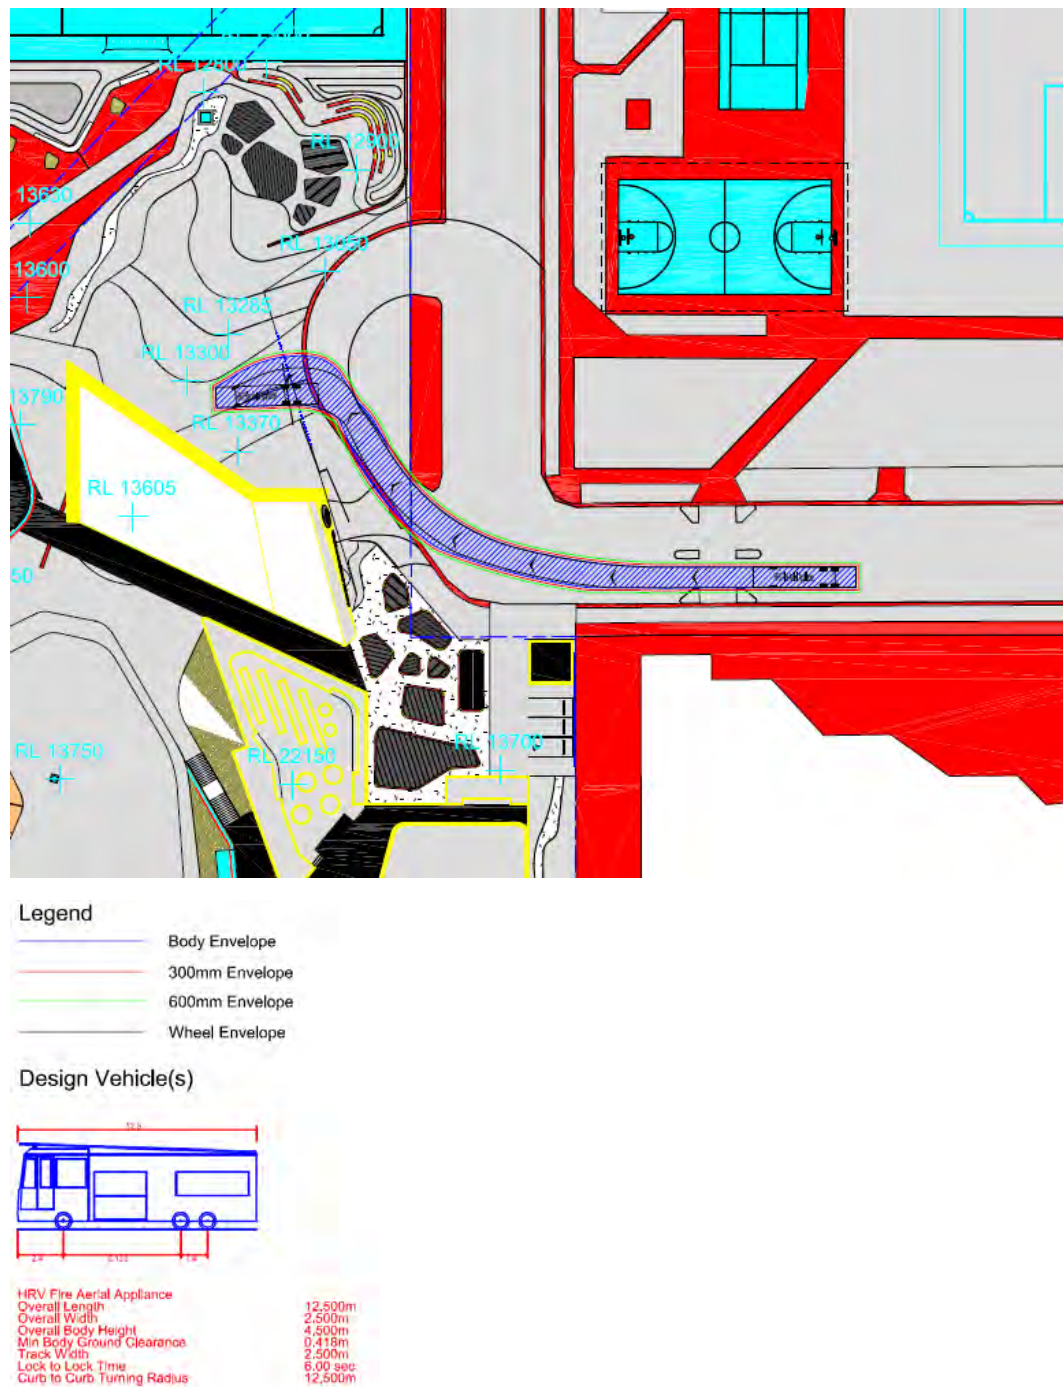 RL 12800
RL 12900
13630
RL 13050
13600
RL 13285
RL 13300
13790
RL 13370
RL 13605
50
RL 13750
RL 22150
RL 13700
Legend
Body Envelope
300mm Envelope
600mm Envelope
Wheel Envelope
Design Vehicle(s)
HRV Fire Aerial Appliance
Overall Length 12.500m
Overall Width 2.500m
Overall Body Height 4.500m
Min Body Ground Clearance 0.418m
Track Width 2.500m
Lock to Lock Time 6.00 sec
Curb to Curb Turning Radius 12.500m